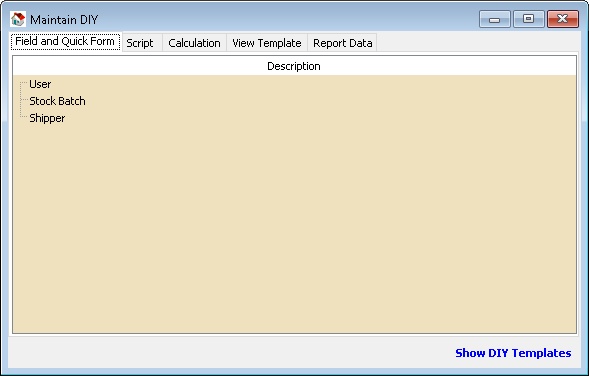 Maintain DIY
Field and Quick Form Script Calculation View Template Report Data
Description
User
Stock Batch
Shipper
Show DIY Templates